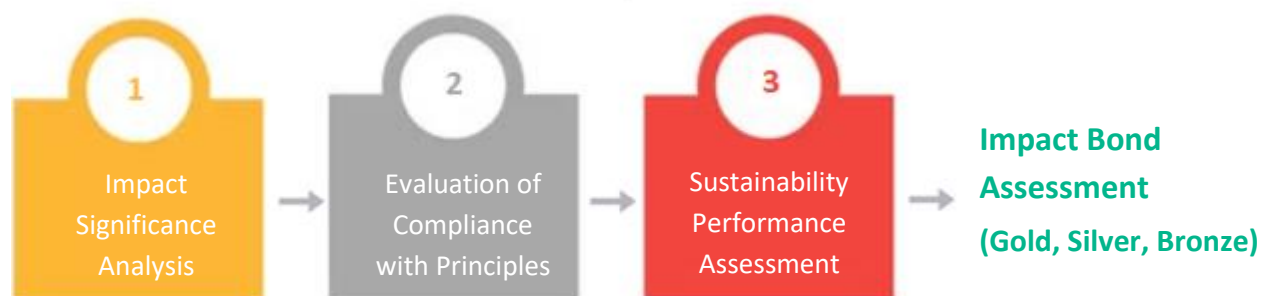 1
Impact
Significance
Analysis
2
Evaluation of
Compliance
with Principles
3
Sustainability
Performance
Assessment
Impact Bond
Assessment
(Gold, Silver, Bronze)